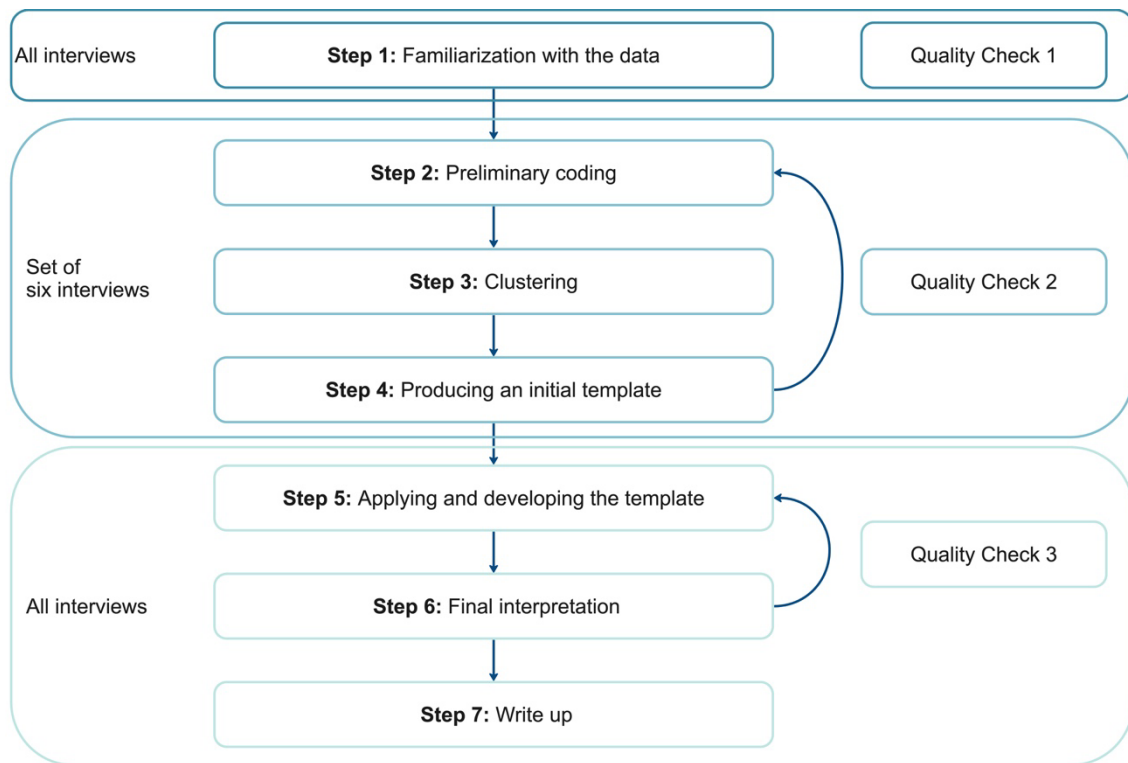 All interviews
Step 1: Familiarization with the data
Quality Check 1
Step 2: Preliminary coding
Set of
six interviews
Step 3: Clustering
Quality Check 2
Step 4: Producing an initial template
Step 5: Applying and developing the template
Quality Check 3
All interviews
Step 6: Final interpretation
Step 7: Write up